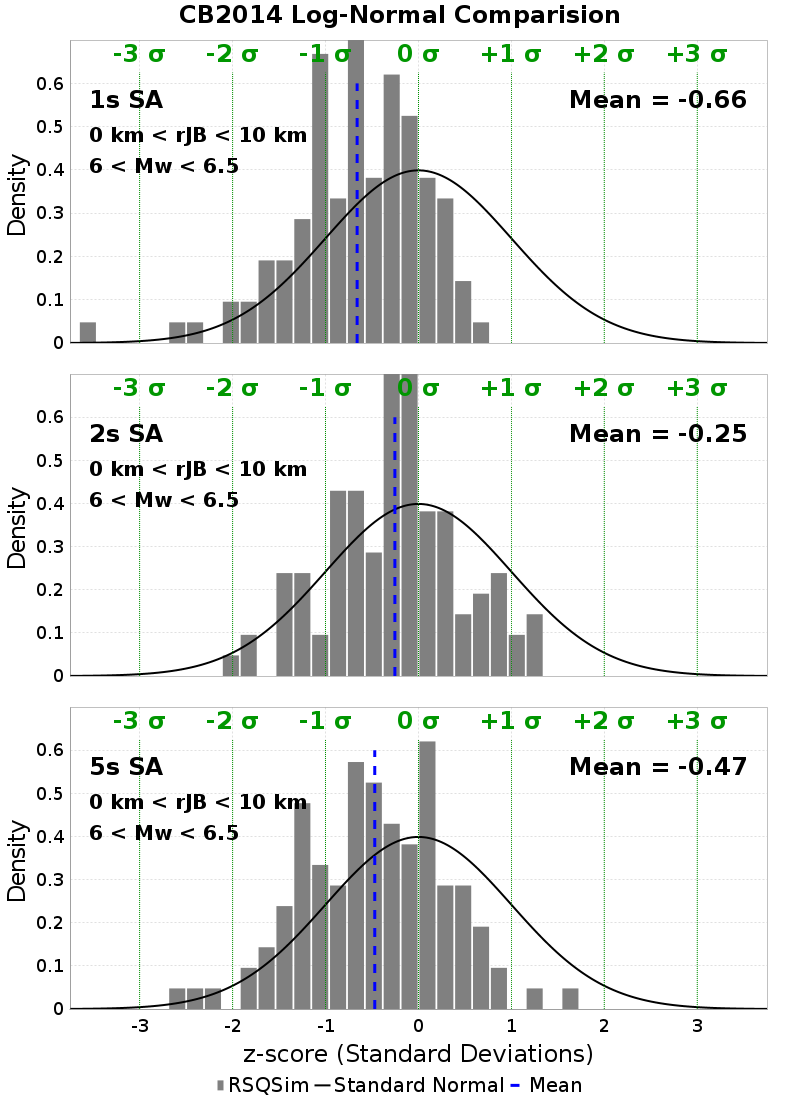 CB2014 Log-Normal Comparision
-3 σ -2 σ -1 σ 0 σ +1 σ +2 σ +3 σ
1s SA
Mean = -0.66
0 km < rJB < 10 km
6 < Mw < 6.5
Density
0.6
0.5
0.4
0.3
0.2
0.1
0
-3 σ -2 σ -1 σ 0 σ +1 σ +2 σ +3 σ
2s SA
Mean = -0.25
0 km < rJB < 10 km
6 < Mw < 6.5
Density
0.6
0.5
0.4
0.3
0.2
0.1
0
-3 σ -2 σ -1 σ 0 σ +1 σ +2 σ +3 σ
5s SA
Mean = -0.47
0 km < rJB < 10 km
6 < Mw < 6.5
Density
0.6
0.5
0.4
0.3
0.2
0.1
0
-3 -2 -1 0 1 2 3
z-score (Standard Deviations)
RSQSim Standard Normal Mean